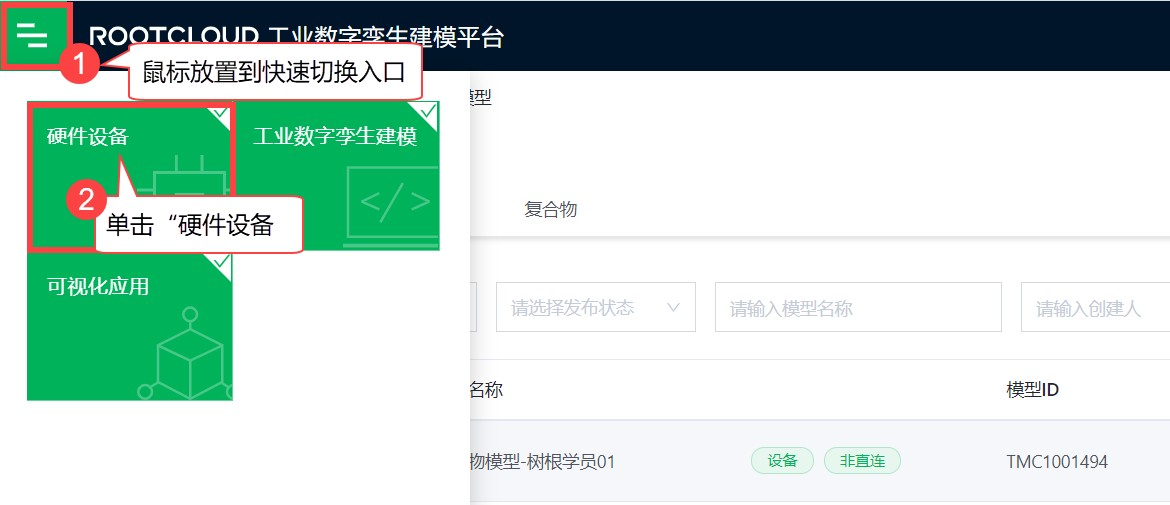 ROOTCLOUD 工业数字孪生建模平台
1
鼠标放置到快速切换入口
模型
硬件设备
工业数字孪生建模
2
单击“硬件设备
复合物
可视化应用
请选择发布状态
请输入模型名称
请输入创建人
名称
模型ID
物模型-树根学员01
设备
非直连
TMC1001494